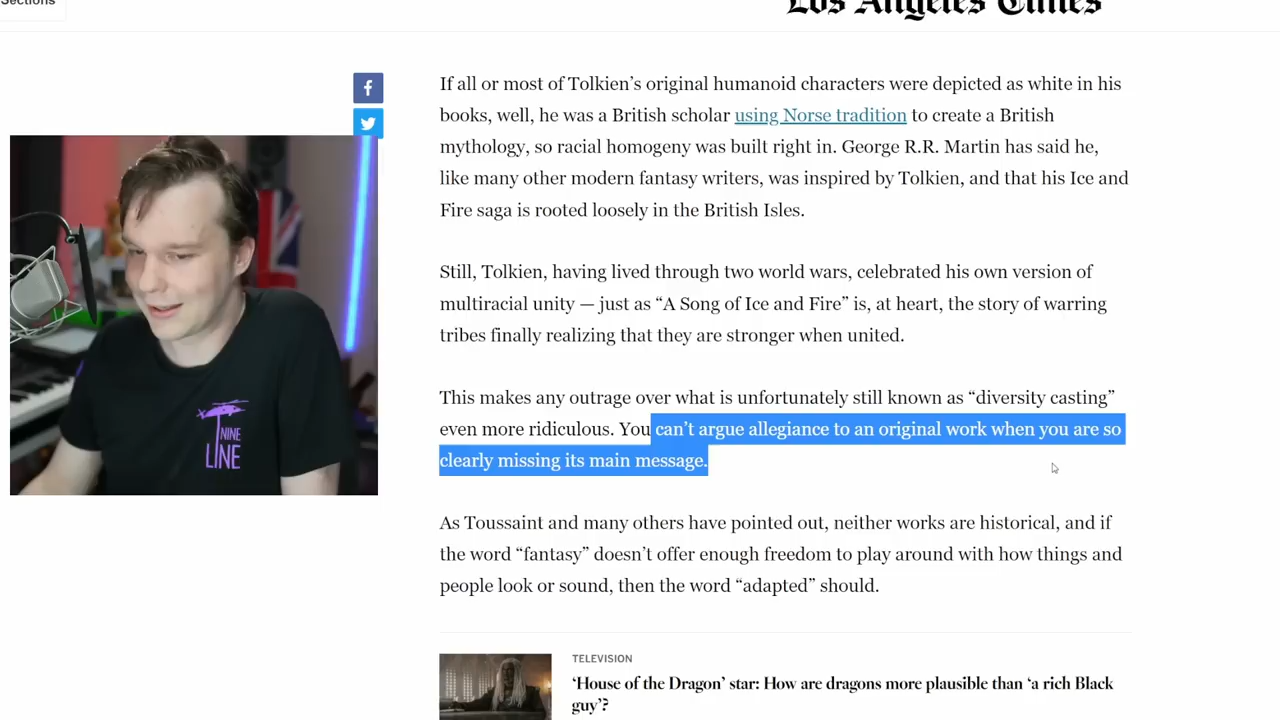 Sections
Los Angeles Times
If all or most of Tolkien’s original humanoid characters were depicted as white in his
books, well, he was a British scholar using Norse tradition to create a British
mythology, so racial homogeny was built right in. George R.R. Martin has said he,
like many other modern fantasy writers, was inspired by Tolkien, and that his Ice and
Fire saga is rooted loosely in the British Isles.
Still, Tolkien, having lived through two world wars, celebrated his own version of
multiracial unity — just as “A Song of Ice and Fire” is, at heart, the story of warring
tribes finally realizing that they are stronger when united.
This makes any outrage over what is unfortunately still known as “diversity casting”
even more ridiculous. You can’t argue allegiance to an original work when you are so
clearly missing its main message.
As Toussaint and many others have pointed out, neither works are historical, and if
the word “fantasy” doesn’t offer enough freedom to play around with how things and
people look or sound, then the word “adapted” should.
TELEVISION
‘House of the Dragon’ star: How are dragons more plausible than ‘a rich Black
guy’?
NINE
LINE